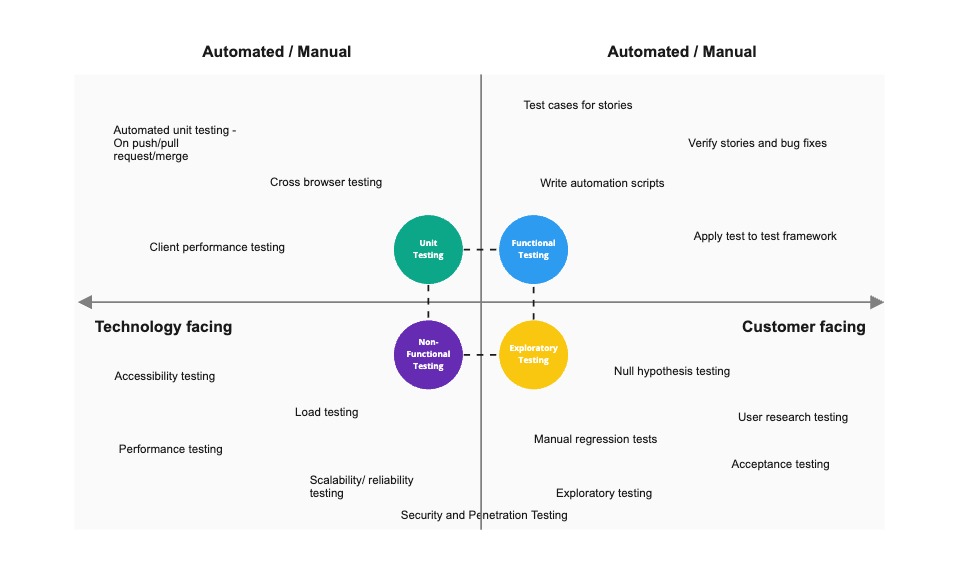 Automated / Manual
Automated / Manual
Test cases for stories
Automated unit testing -
On push/pull
request/merge
Verify stories and bug fixes
Cross browser testing
Write automation scripts
Client performance testing
Apply test to test framework
Unit
Testing
Functional
Testing
Technology facing
Customer facing
Non-
Functional
Testing
Exploratory
Testing
Accessibility testing
Null hypothesis testing
Load testing
User research testing
Performance testing
Manual regression tests
Acceptance testing
Scalability/ reliability
testing
Exploratory testing
Security and Penetration Testing